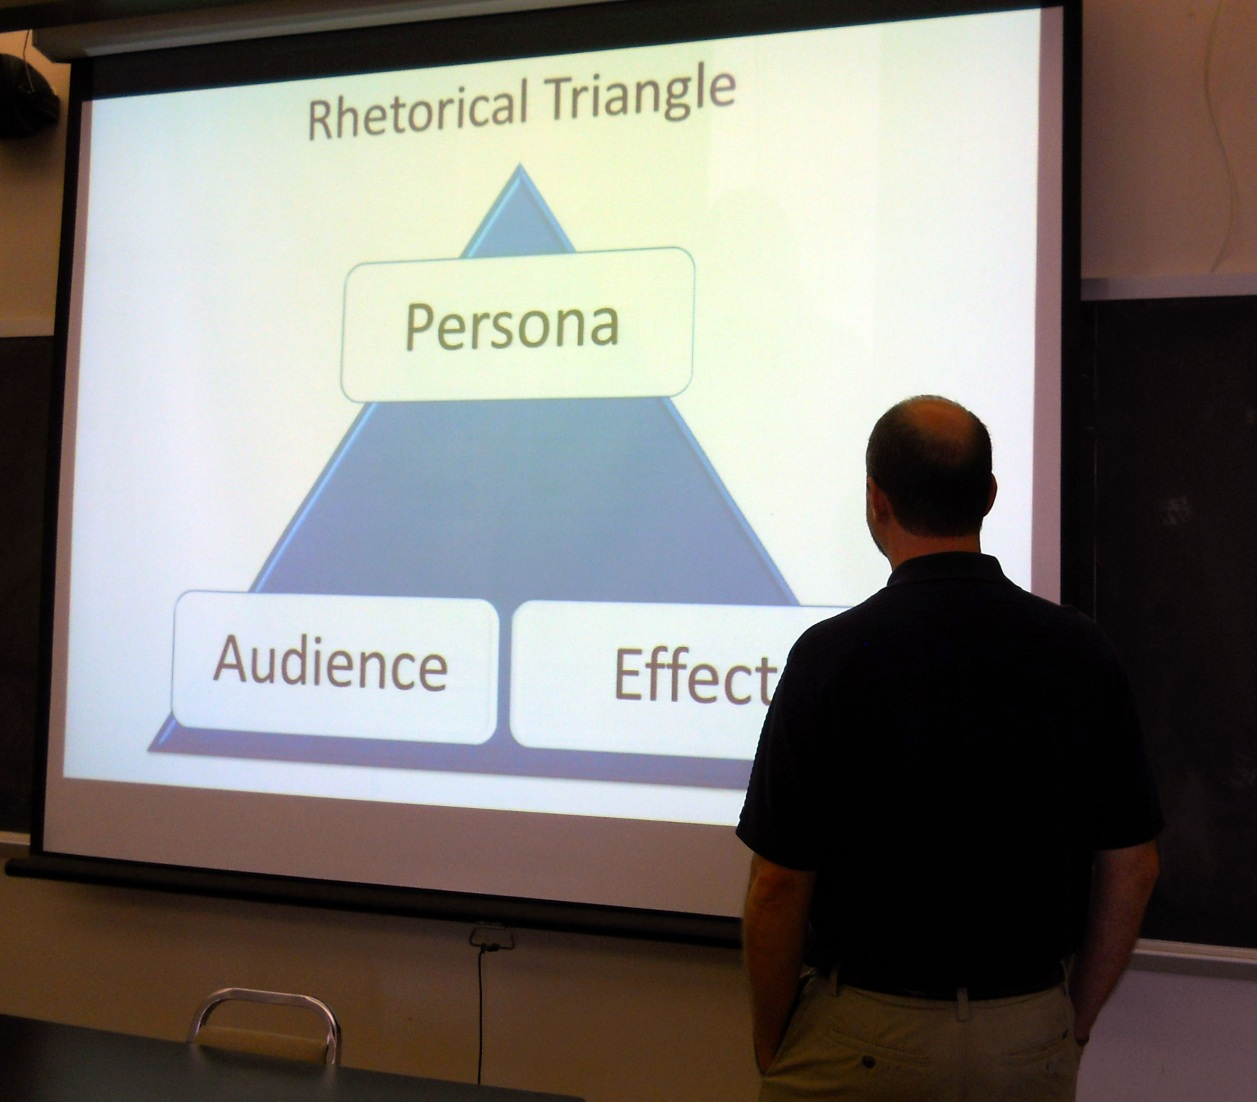 Rhetorical Triangle
Persona
Audience
Effect